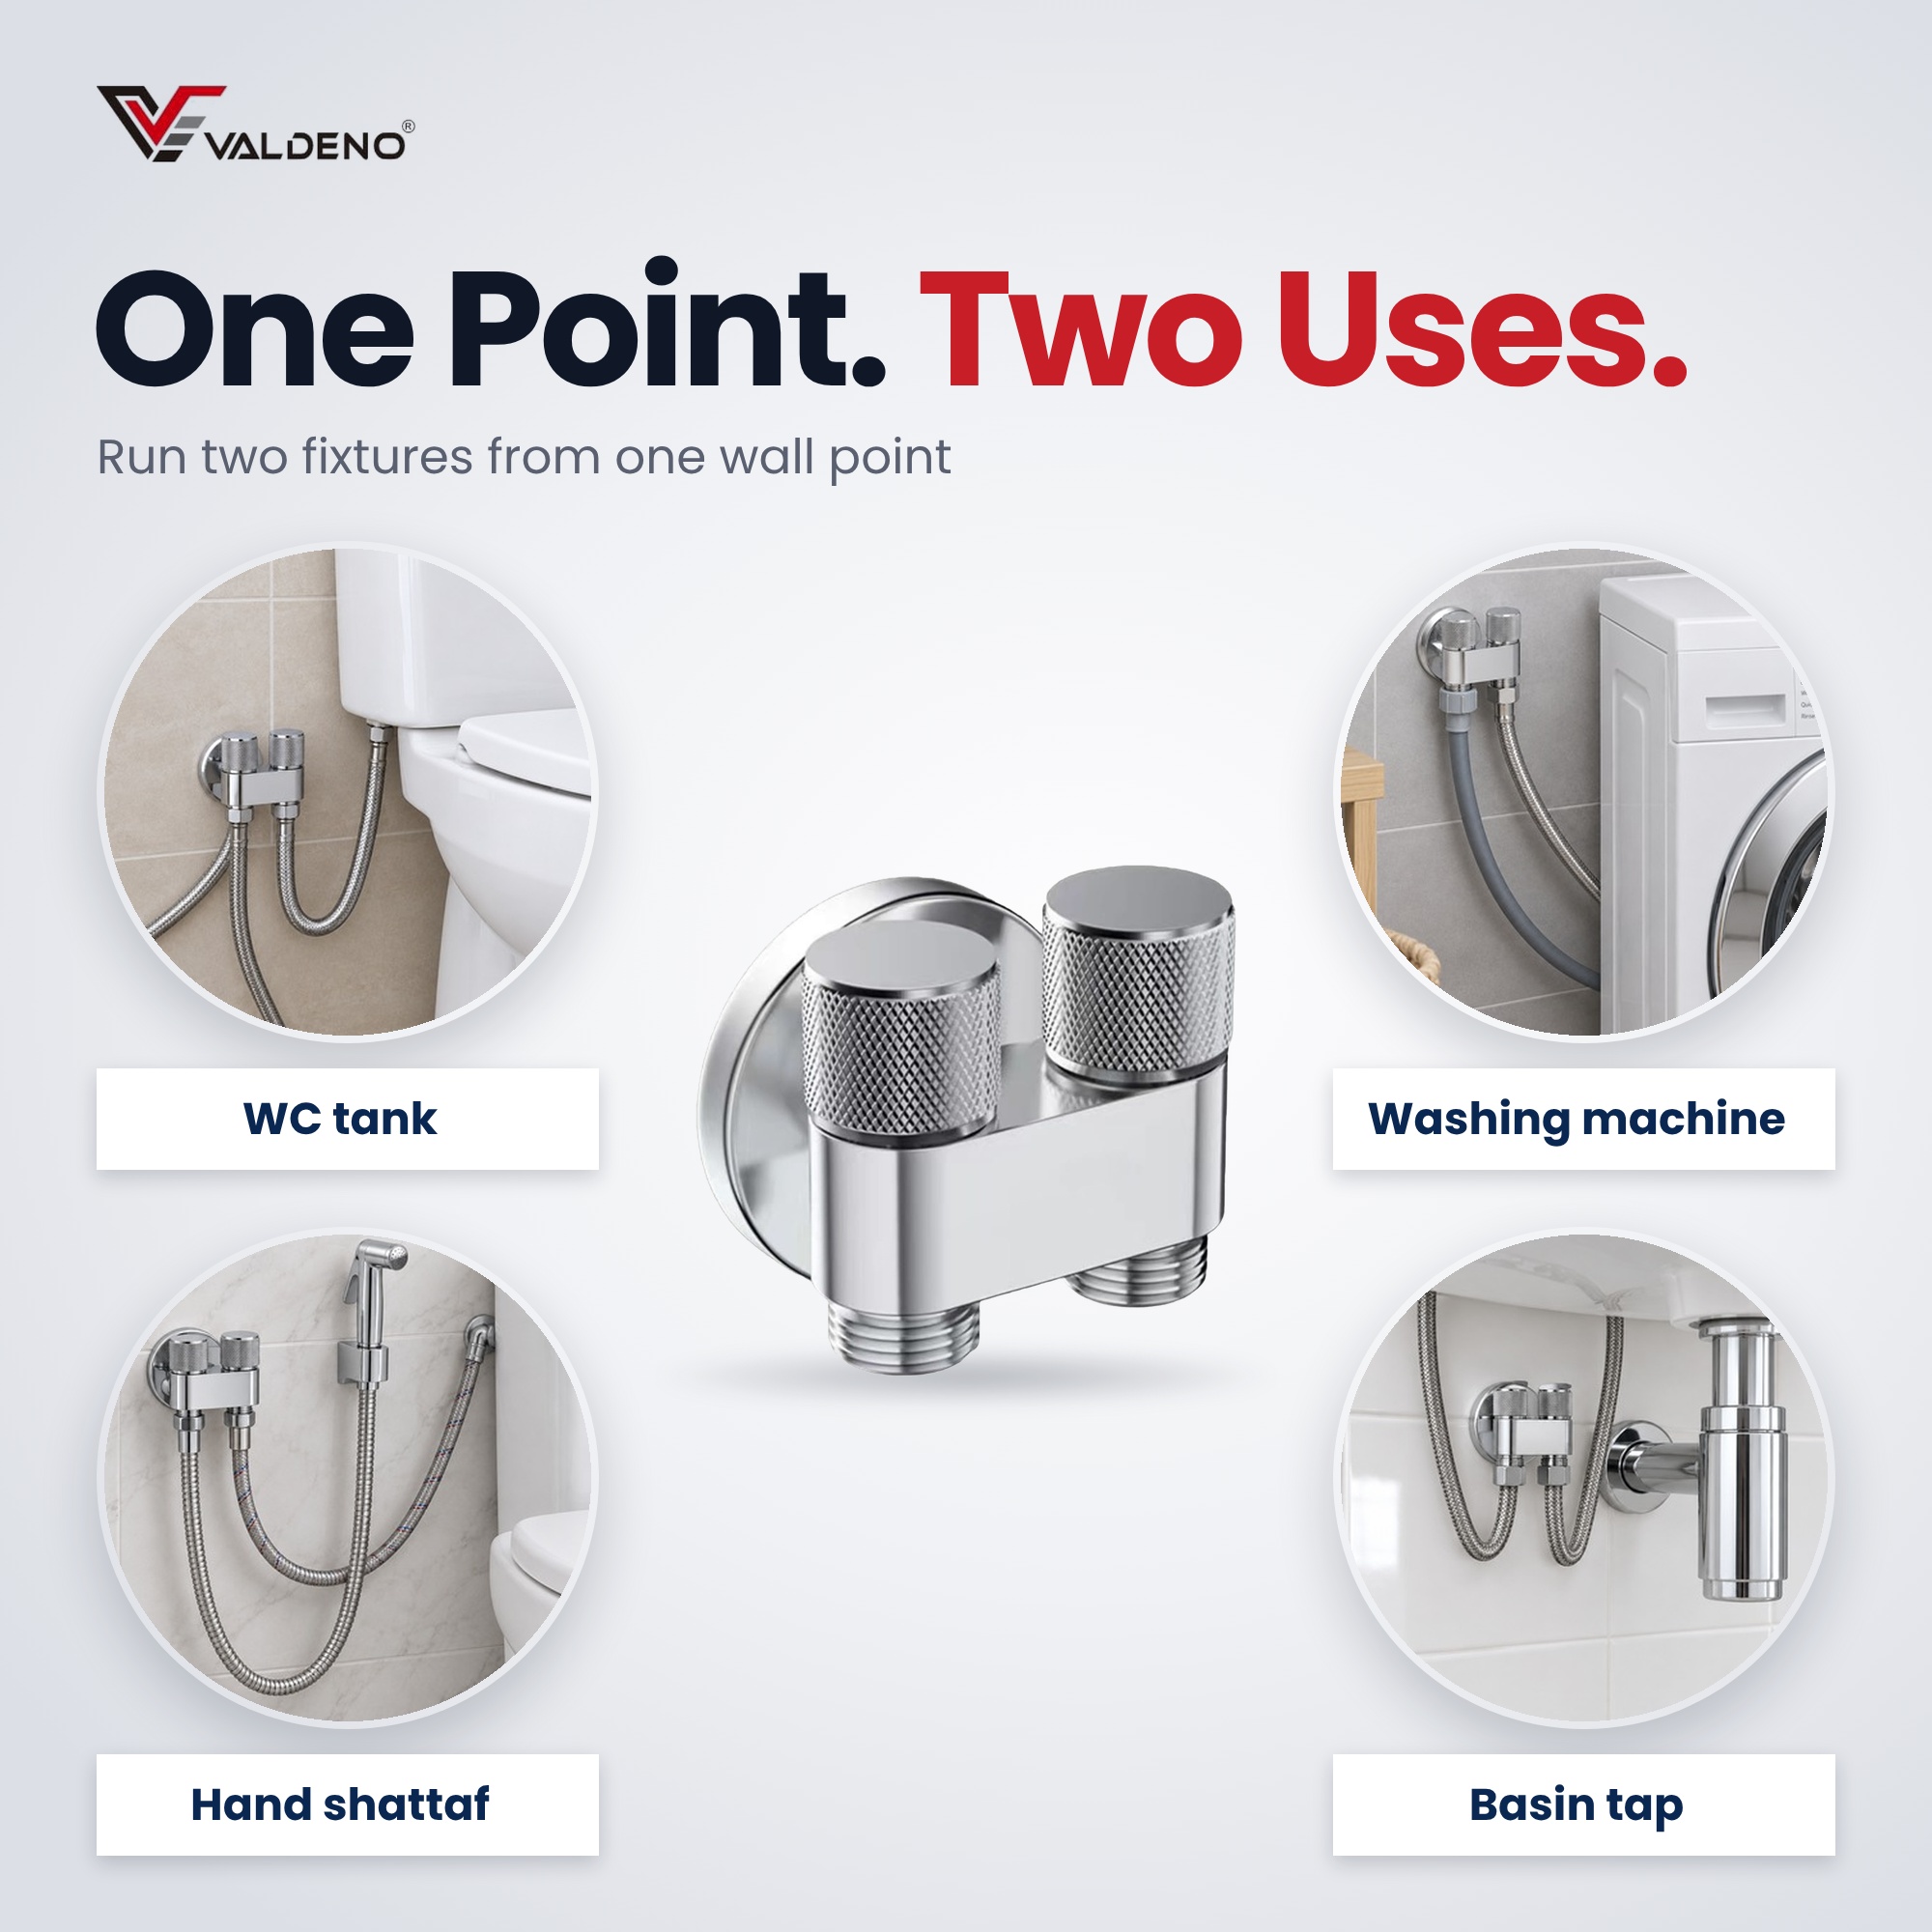 VALDENO®
One Point. Two Uses.
Run two fixtures from one wall point
WC tank
Washing machine
Hand shattaf
Basin tap